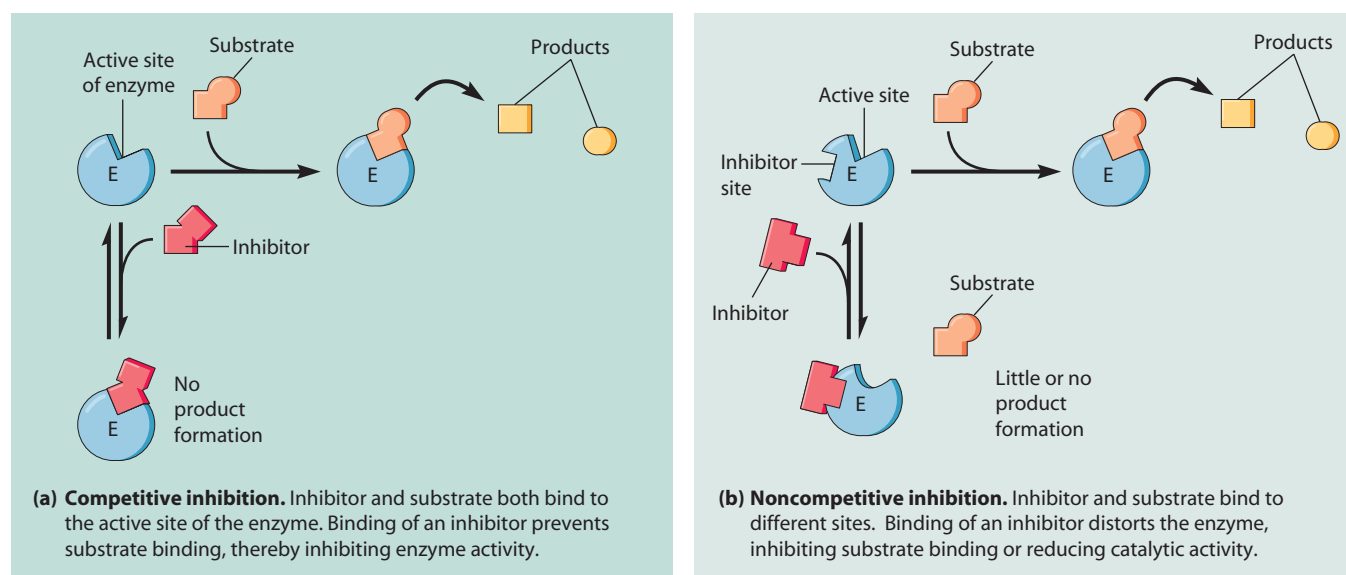 Active site
of enzyme
Substrate
Products
E
E
Inhibitor
E
No
product
formation
(a) Competitive inhibition. Inhibitor and substrate both bind to
the active site of the enzyme. Binding of an inhibitor prevents
substrate binding, thereby inhibiting enzyme activity.
Substrate
Products
Active site
Inhibitor
site
E
E
Inhibitor
Substrate
E
Little or no
product
formation
(b) Noncompetitive inhibition. Inhibitor and substrate bind to
different sites. Binding of an inhibitor distorts the enzyme,
inhibiting substrate binding or reducing catalytic activity.